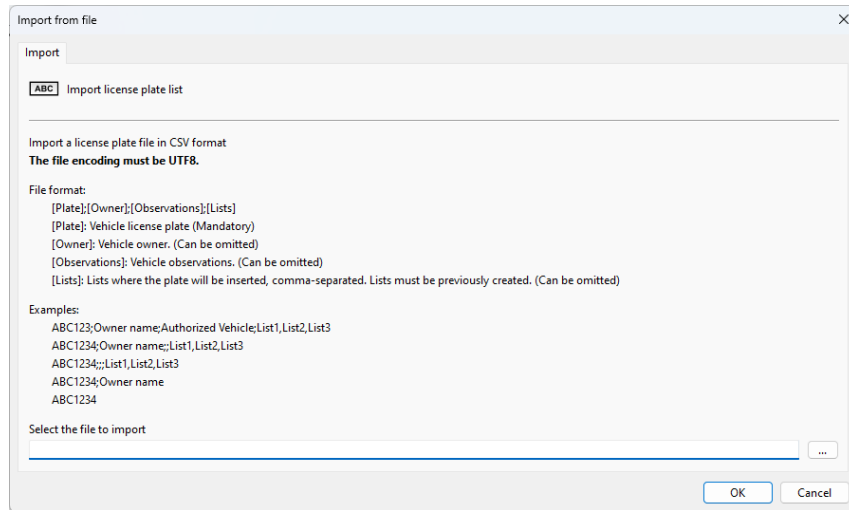 Import from file
Import
ABC Import license plate list
Import a license plate file in CSV format
The file encoding must be UTF8.
File format:
[Plate];[Owner];[Observations];[Lists]
[Plate]: Vehicle license plate (Mandatory)
[Owner]: Vehicle owner. (Can be omitted)
[Observations]: Vehicle observations. (Can be omitted)
[Lists]: Lists where the plate will be inserted, comma-separated. Lists must be previously created. (Can be omitted)
Examples:
ABC123;Owner name;Authorized Vehicle;List1,List2,List3
ABC1234;Owner name;;List1,List2,List3
ABC1234;;;List1,List2,List3
ABC1234;Owner name
ABC1234
Select the file to import
...
OK Cancel